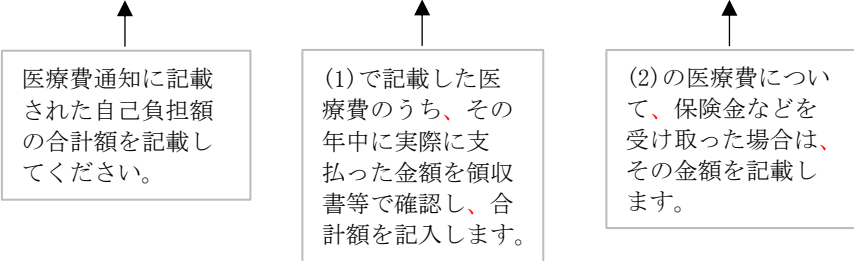 医療費通知に記載
された自己負担額
の合計額を記載し
てください。
(1)で記載した医
療費のうち、その
年中に実際に支
払った金額を領収
書等で確認し、合
計額を記入します。
(2)の医療費につい
て、保険金などを
受け取った場合は、
その金額を記載し
ます。